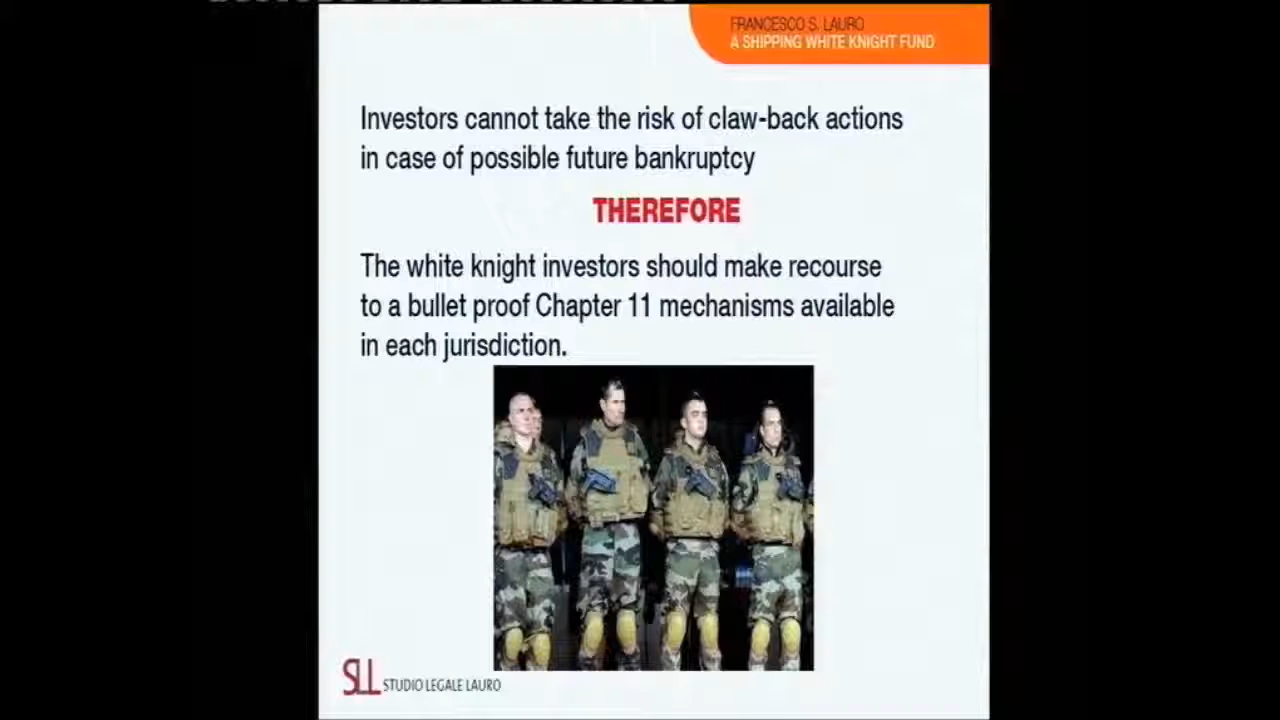 FRANCESCO S. LAURO
A SHIPPING WHITE KNIGHT FUND
Investors cannot take the risk of claw-back actions
in case of possible future bankruptcy
THEREFORE
The white knight investors should make recourse
to a bullet proof Chapter 11 mechanisms available
in each jurisdiction.
SLL STUDIO LEGALE LAURO